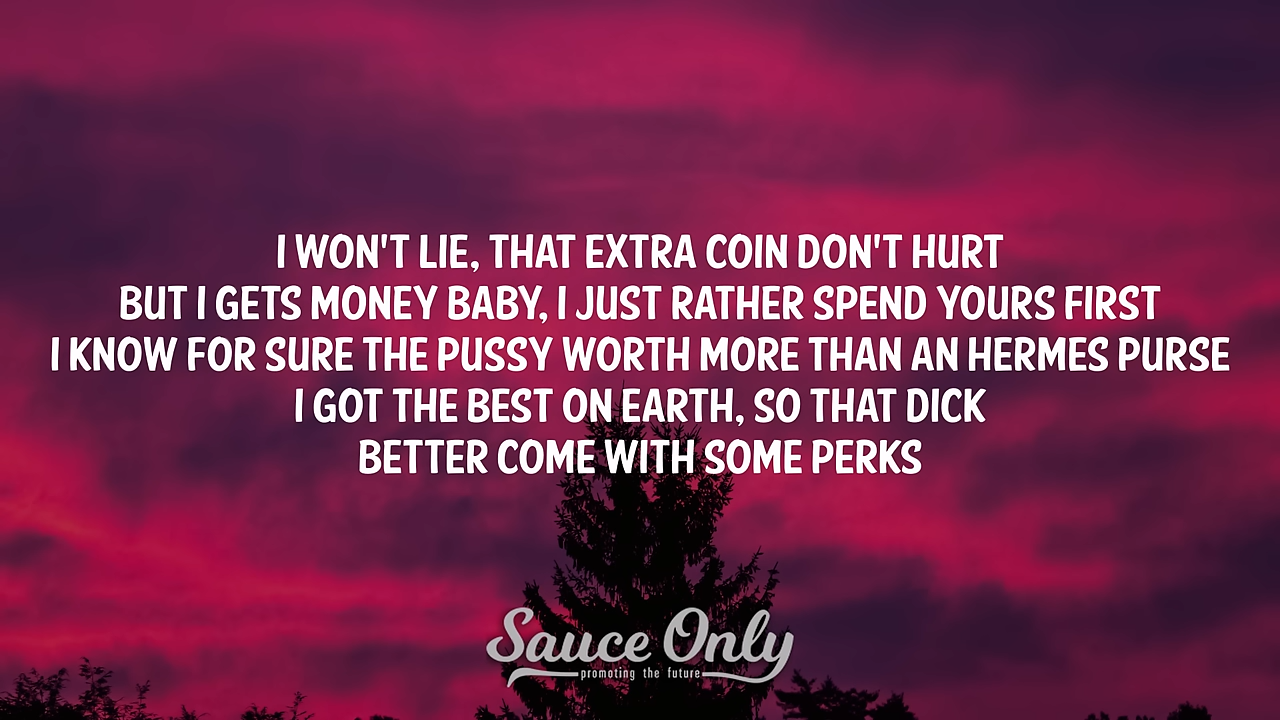 I WON'T LIE, THAT EXTRA COIN DON'T HURT
BUT I GETS MONEY BABY, I JUST RATHER SPEND YOURS FIRST
I KNOW FOR SURE THE PUSSY WORTH MORE THAN AN HERMES PURSE
I GOT THE BEST ON EARTH, SO THAT DICK
BETTER COME WITH SOME PERKS
Sauce Only
promoting the future